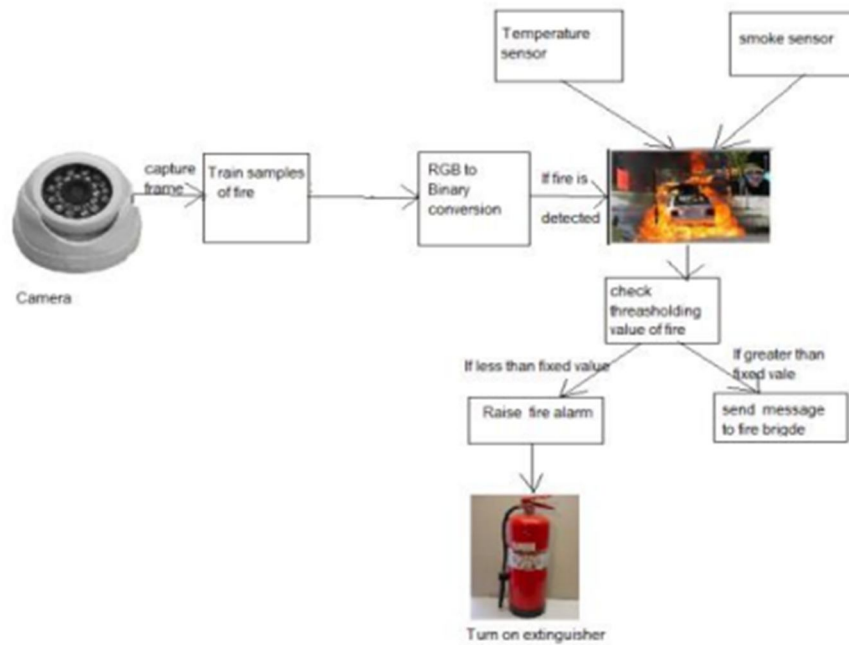 Temperature
sensor
smoke sensor
capture
frame
Train samples
of fire
RGB to
Binary
conversion
If fire is
detected
Camera
check
threasholding
value of fire
If less than fixed value
If greater than
fixed vale
Raise fire alarm
send message
to fire brigde
Turn on extinguisher